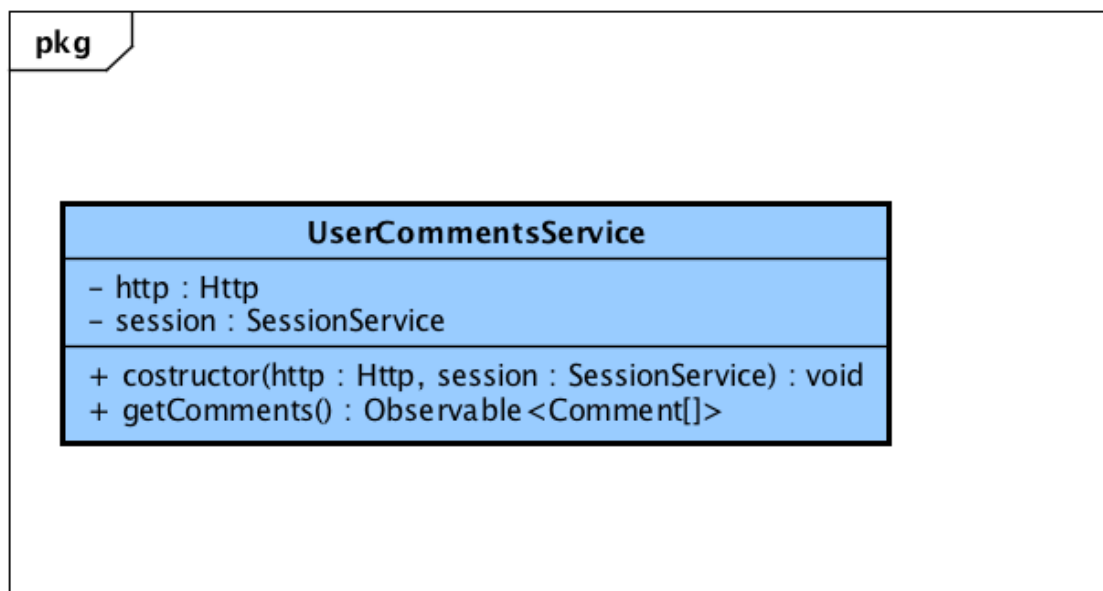 pkg
UserCommentsService
- http : Http
- session : SessionService
+ costructor(http : Http, session : SessionService) : void
+ getComments() : Observable<Comment[]>